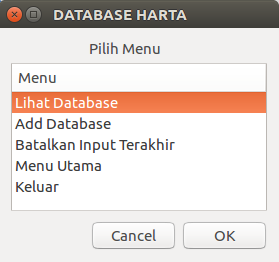 DATABASE HARTA
Pilih Menu
Menu
Lihat Database
Add Database
Batalkan Input Terakhir
Menu Utama
Keluar
Cancel OK